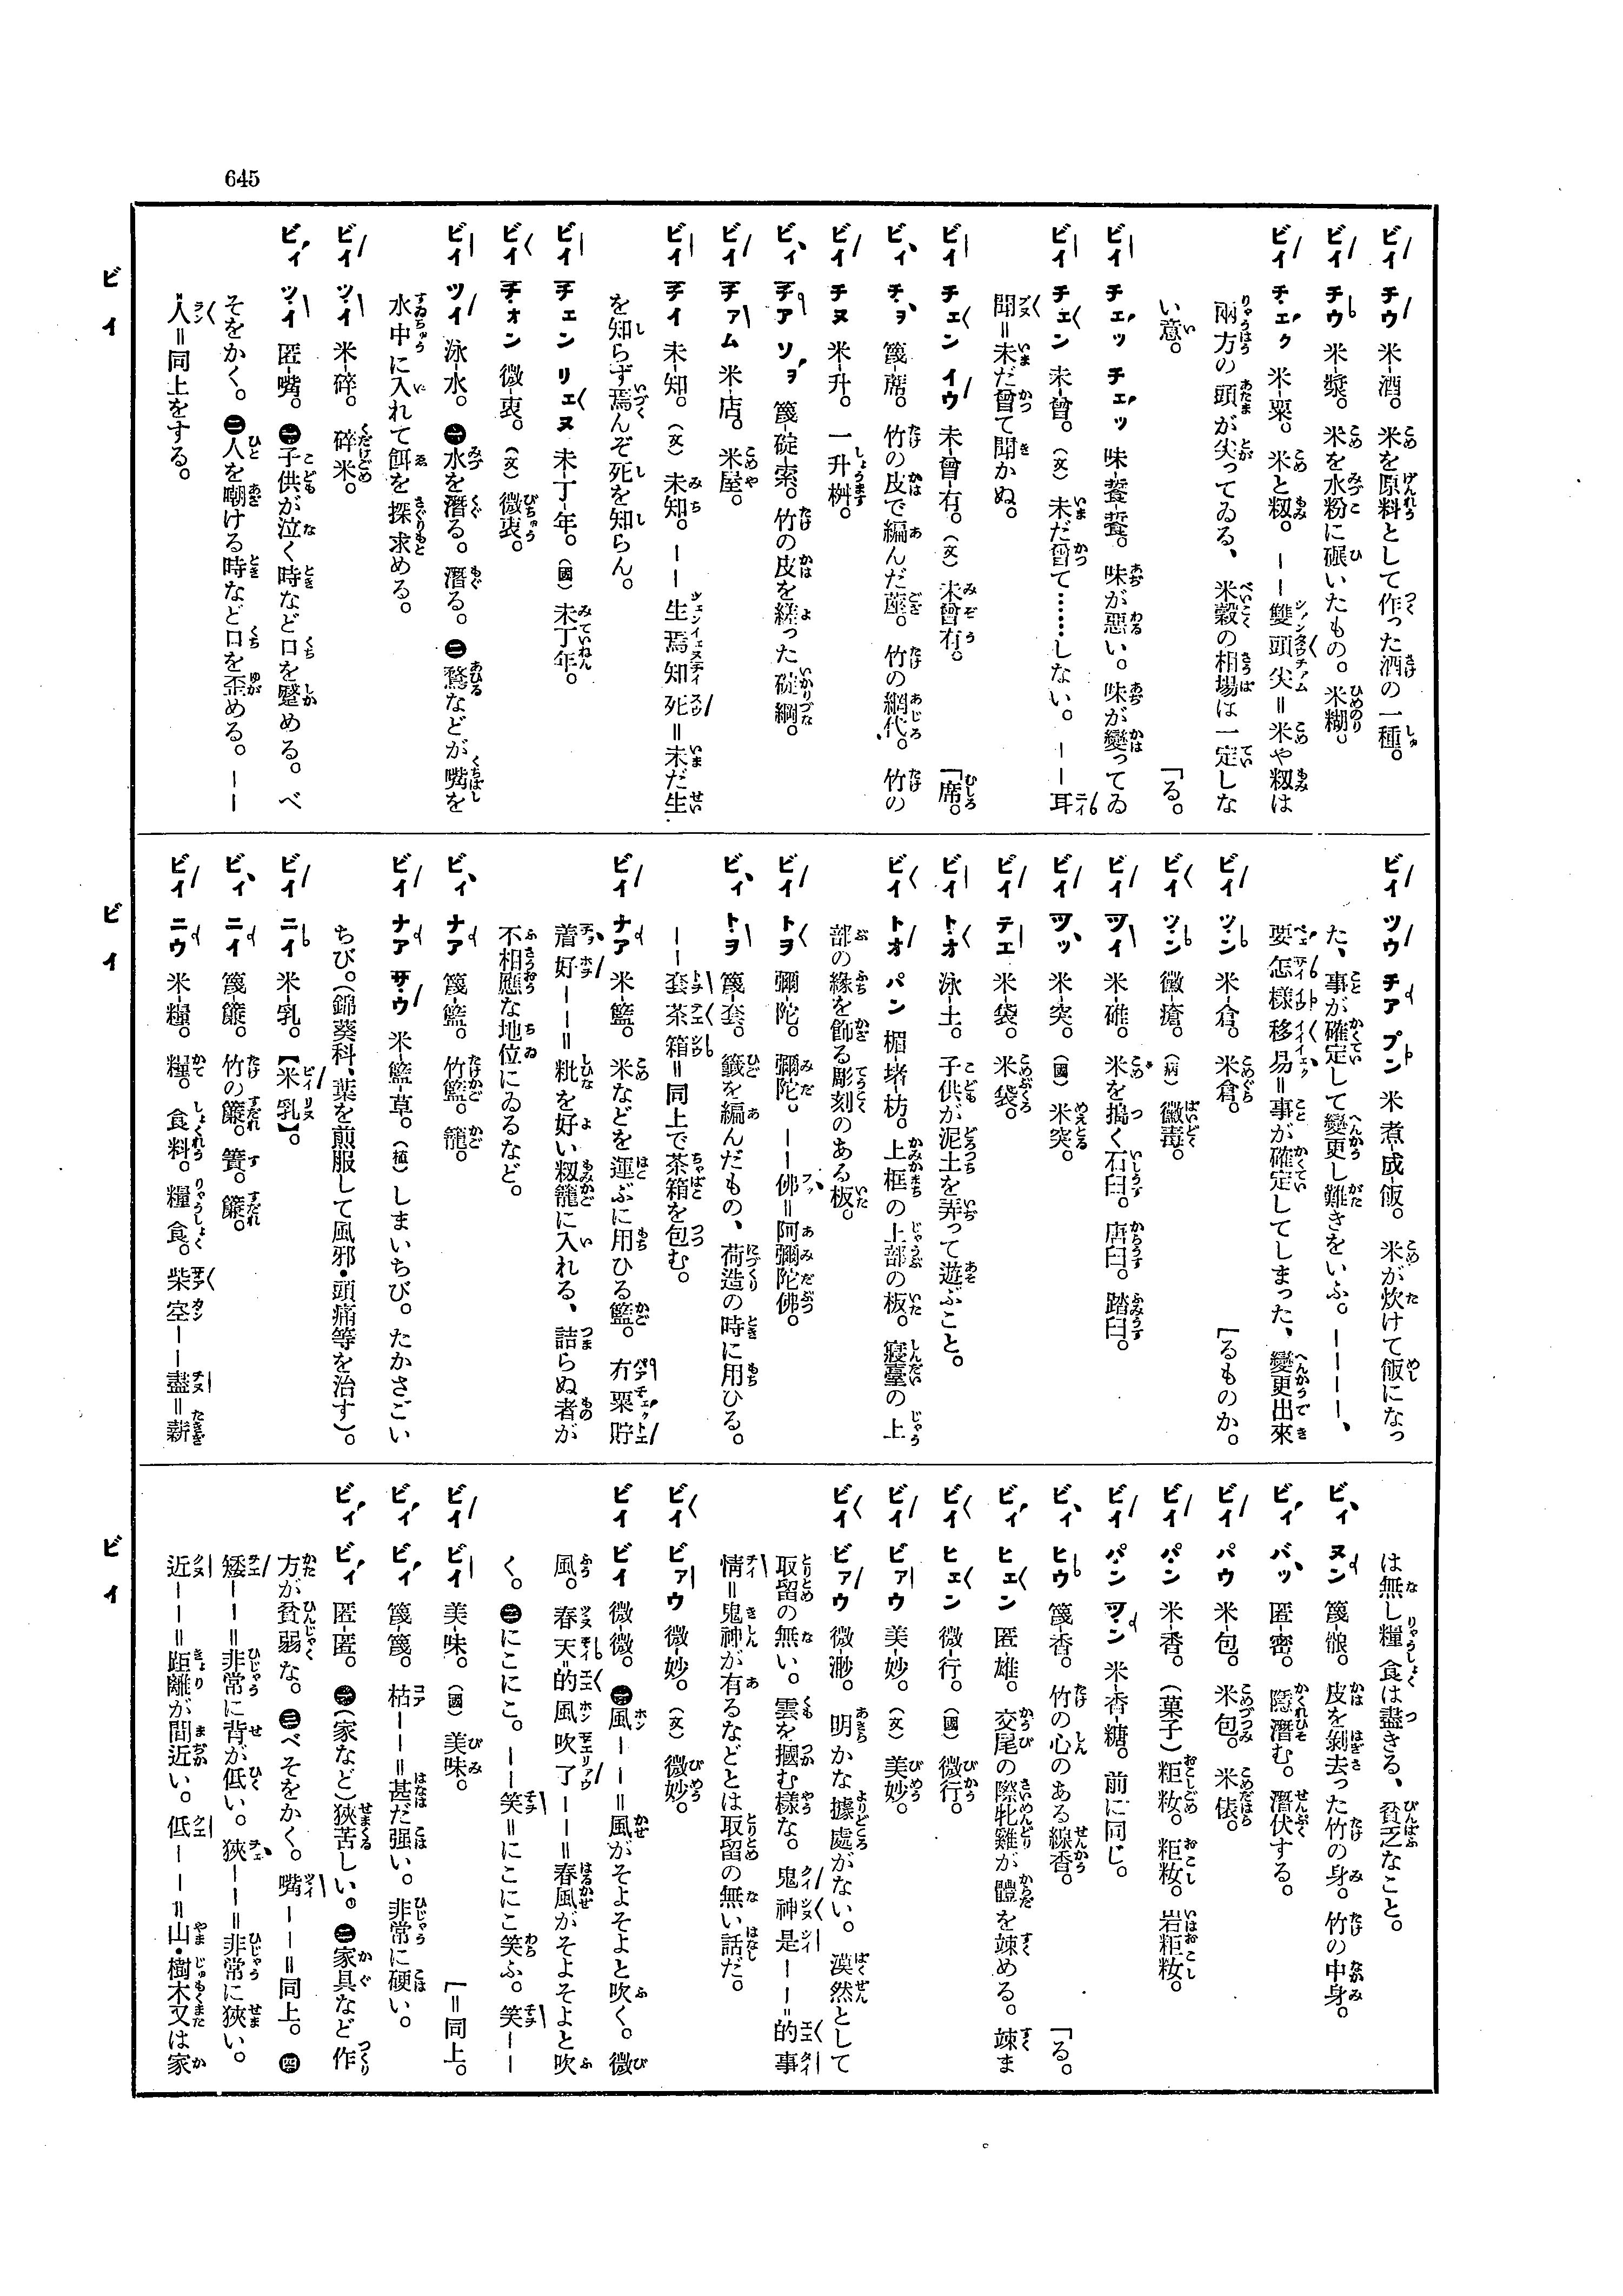 645
ビイ チウ 米-酒。米を原料として作った酒の一種。
ビイ チウ 米-漿。米を水粉に碾いたもの。米糊。
ビイ チェク 米-粟。米と籾。――雙頭尖=米や籾は
兩方の頭が尖ってゐる、米穀の相場は一定しな
い意。 「る。
ビイ チェッ チェッ 味-䭕-䭕。味が惡い。味が變ってゐ
ビイ チェン 未-曾。(文)未だ曾て……しない。――耳
聞=未だ曾て聞かぬ。
ビイ チェン イウ 未-曾-有。(文)未曾有。 「席。
ビィ チョ 篾-席。竹の皮で編んだ蓙。竹の網代。竹の
ビイ チヌ 米-升。一升桝。
ビィ チア ソヲ 篾-碇-索。竹の皮を縒った碇綱。
ビイ チァム 米-店。米屋。
ビイ チイ 未-知。(文)未知。――生焉知死=未だ生
を知らず焉んぞ死を知らん。
ビイ チェン リェヌ 未-丁-年。(國)未丁年。
ビイ チォン 微-衷。(文)微衷。
ビイ ツイ 泳-水。㊀水を潛る。潛る。㊁鶩などが嘴を
水中に入れて餌を探求める。
ビイ ツイ 米-碎。碎米。
ビィ ツイ 匿-嘴。㊀子供が泣く時など口を蹙める。べ
そをかく。㊁人を嘲ける時など口を歪める。――
人=同上をする。
ビイ ツウ チア プン 米-煮-成-飯。米が炊けて飯になっ
た、事が確定して變更し難きをいふ。――――、
要怎樣移易=事が確定してしまった、變更出來
ビイ ツン 米-倉。米倉。 「るものか。
ビイ ツン 黴-瘡。(病)黴毒。
ビイ ツイ 米-碓。米を搗く石臼。唐臼。踏臼。
ビイ ツッ 米-突。(國)米突。
ビイ テエ 米-袋。米袋。
ビイ トオ 泳-土。子供が泥土を弄って遊ぶこと。
ビイ トオ パン 楣-堵-枋。上框の上部の板。寢臺の上
部の緣を飾る彫刻のある板。
ビイ トヲ 彌-陀。彌陀。――佛=阿彌陀佛。
ビィ トヲ 篾-套。籤を編んだもの、荷造の時に用ひる。
――套茶箱=同上で茶箱を包む。
ビイ ナア 米-籃。米などを運ぶに用ひる籃。冇粟貯
着好――=粃を好い籾籠に入れる、詰らぬ者が
不相應な地位にゐるなど。
ビィ ナア 篾-籃。竹籃。籠。
ビイ ナア サウ 米-籃-草。(植)しまいちび。たかさごい
ちび。(錦葵科、葉を煎服して風邪・頭痛等を治す)。
ビイ ニイ 米-乳。【米乳】。
ビィ ニイ 篾-簾。竹の簾。簀。簾。
ビイ ニウ 米-糧。糧。食料。糧食。柴空――盡=薪
は無し糧食は盡きる、貧乏なこと。
ビィ ヌン 篾-瓤。皮を剝去った竹の身。竹の中身。
ビィ バッ 匿-密。隱潛む。潛伏する。
ビイ パウ 米-包。米包。米俵。
ビイ パン 米-香。(菓子)粔籹。粔籹。岩粔籹。
ビイ パン ツン 米-香-糖。前に同じ。
ビィ ヒウ 篾-香。竹の心のある線香。 「る。
ビィ ヒェン 匿-雄。交尾の際牝雞が體を竦める。竦ま
ビイ ヒェン 微-行。(國)微行。
ビイ ビァウ 美-妙。(文)美妙。
ビイ ビァウ 微-渺。明かな據處がない。漠然として
取留の無い。雲を摑む樣な。鬼神是――=的事
情=鬼神が有るなどとは取留の無い話だ。
ビイ ビァウ 微-妙。(文)微妙。
ビイ ビイ 微-微。㊀風――=風がそよそよと吹く。微
風。春天=的風吹了――=春風がそよそよと吹
く。㊁にこにこ。――笑=にこにこ笑ふ。笑――
ビイ ビイ 美-味。(國)美味。 「=同上。
ビィ ビィ 篾-篾。枯――=甚だ强い。非常に硬い。
ビィ ビィ 匿-匿。㊀(家など)狹苦しい。㊁家具など作
方が貧弱な。㊂べそをかく。嘴――=同上。㊃
矮――=非常に背が低い。狹――=非常に狹い。
近――=距離が間近い。低――=山・樹木又は家
ビイ
ビイ
ビイ